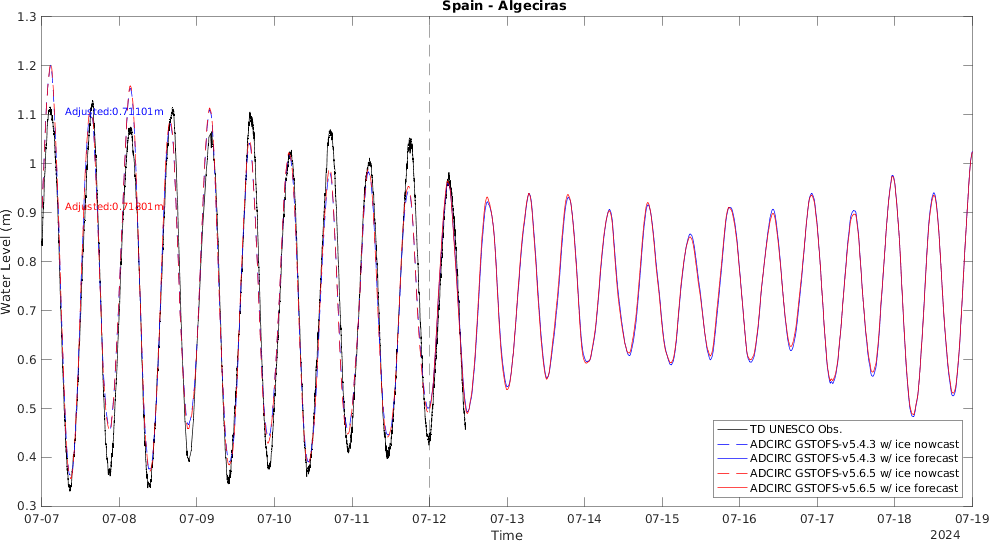 Spain - Algeciras
1.3
1.2
1.1
1
0.9
0.8
0.7
0.6
0.5
0.4
0.3
Water Level (m)
Adjusted:0.71101m
Adjusted:0.71801m
TD UNESCO Obs.
ADCIRC GSTOFS-v5.4.3 w/ ice nowcast
ADCIRC GSTOFS-v5.4.3 w/ ice forecast
ADCIRC GSTOFS-v5.6.5 w/ ice nowcast
ADCIRC GSTOFS-v5.6.5 w/ ice forecast
07-07 07-08 07-09 07-10 07-11 07-12 07-13 07-14 07-15 07-16 07-17 07-18 07-19
Time
2024